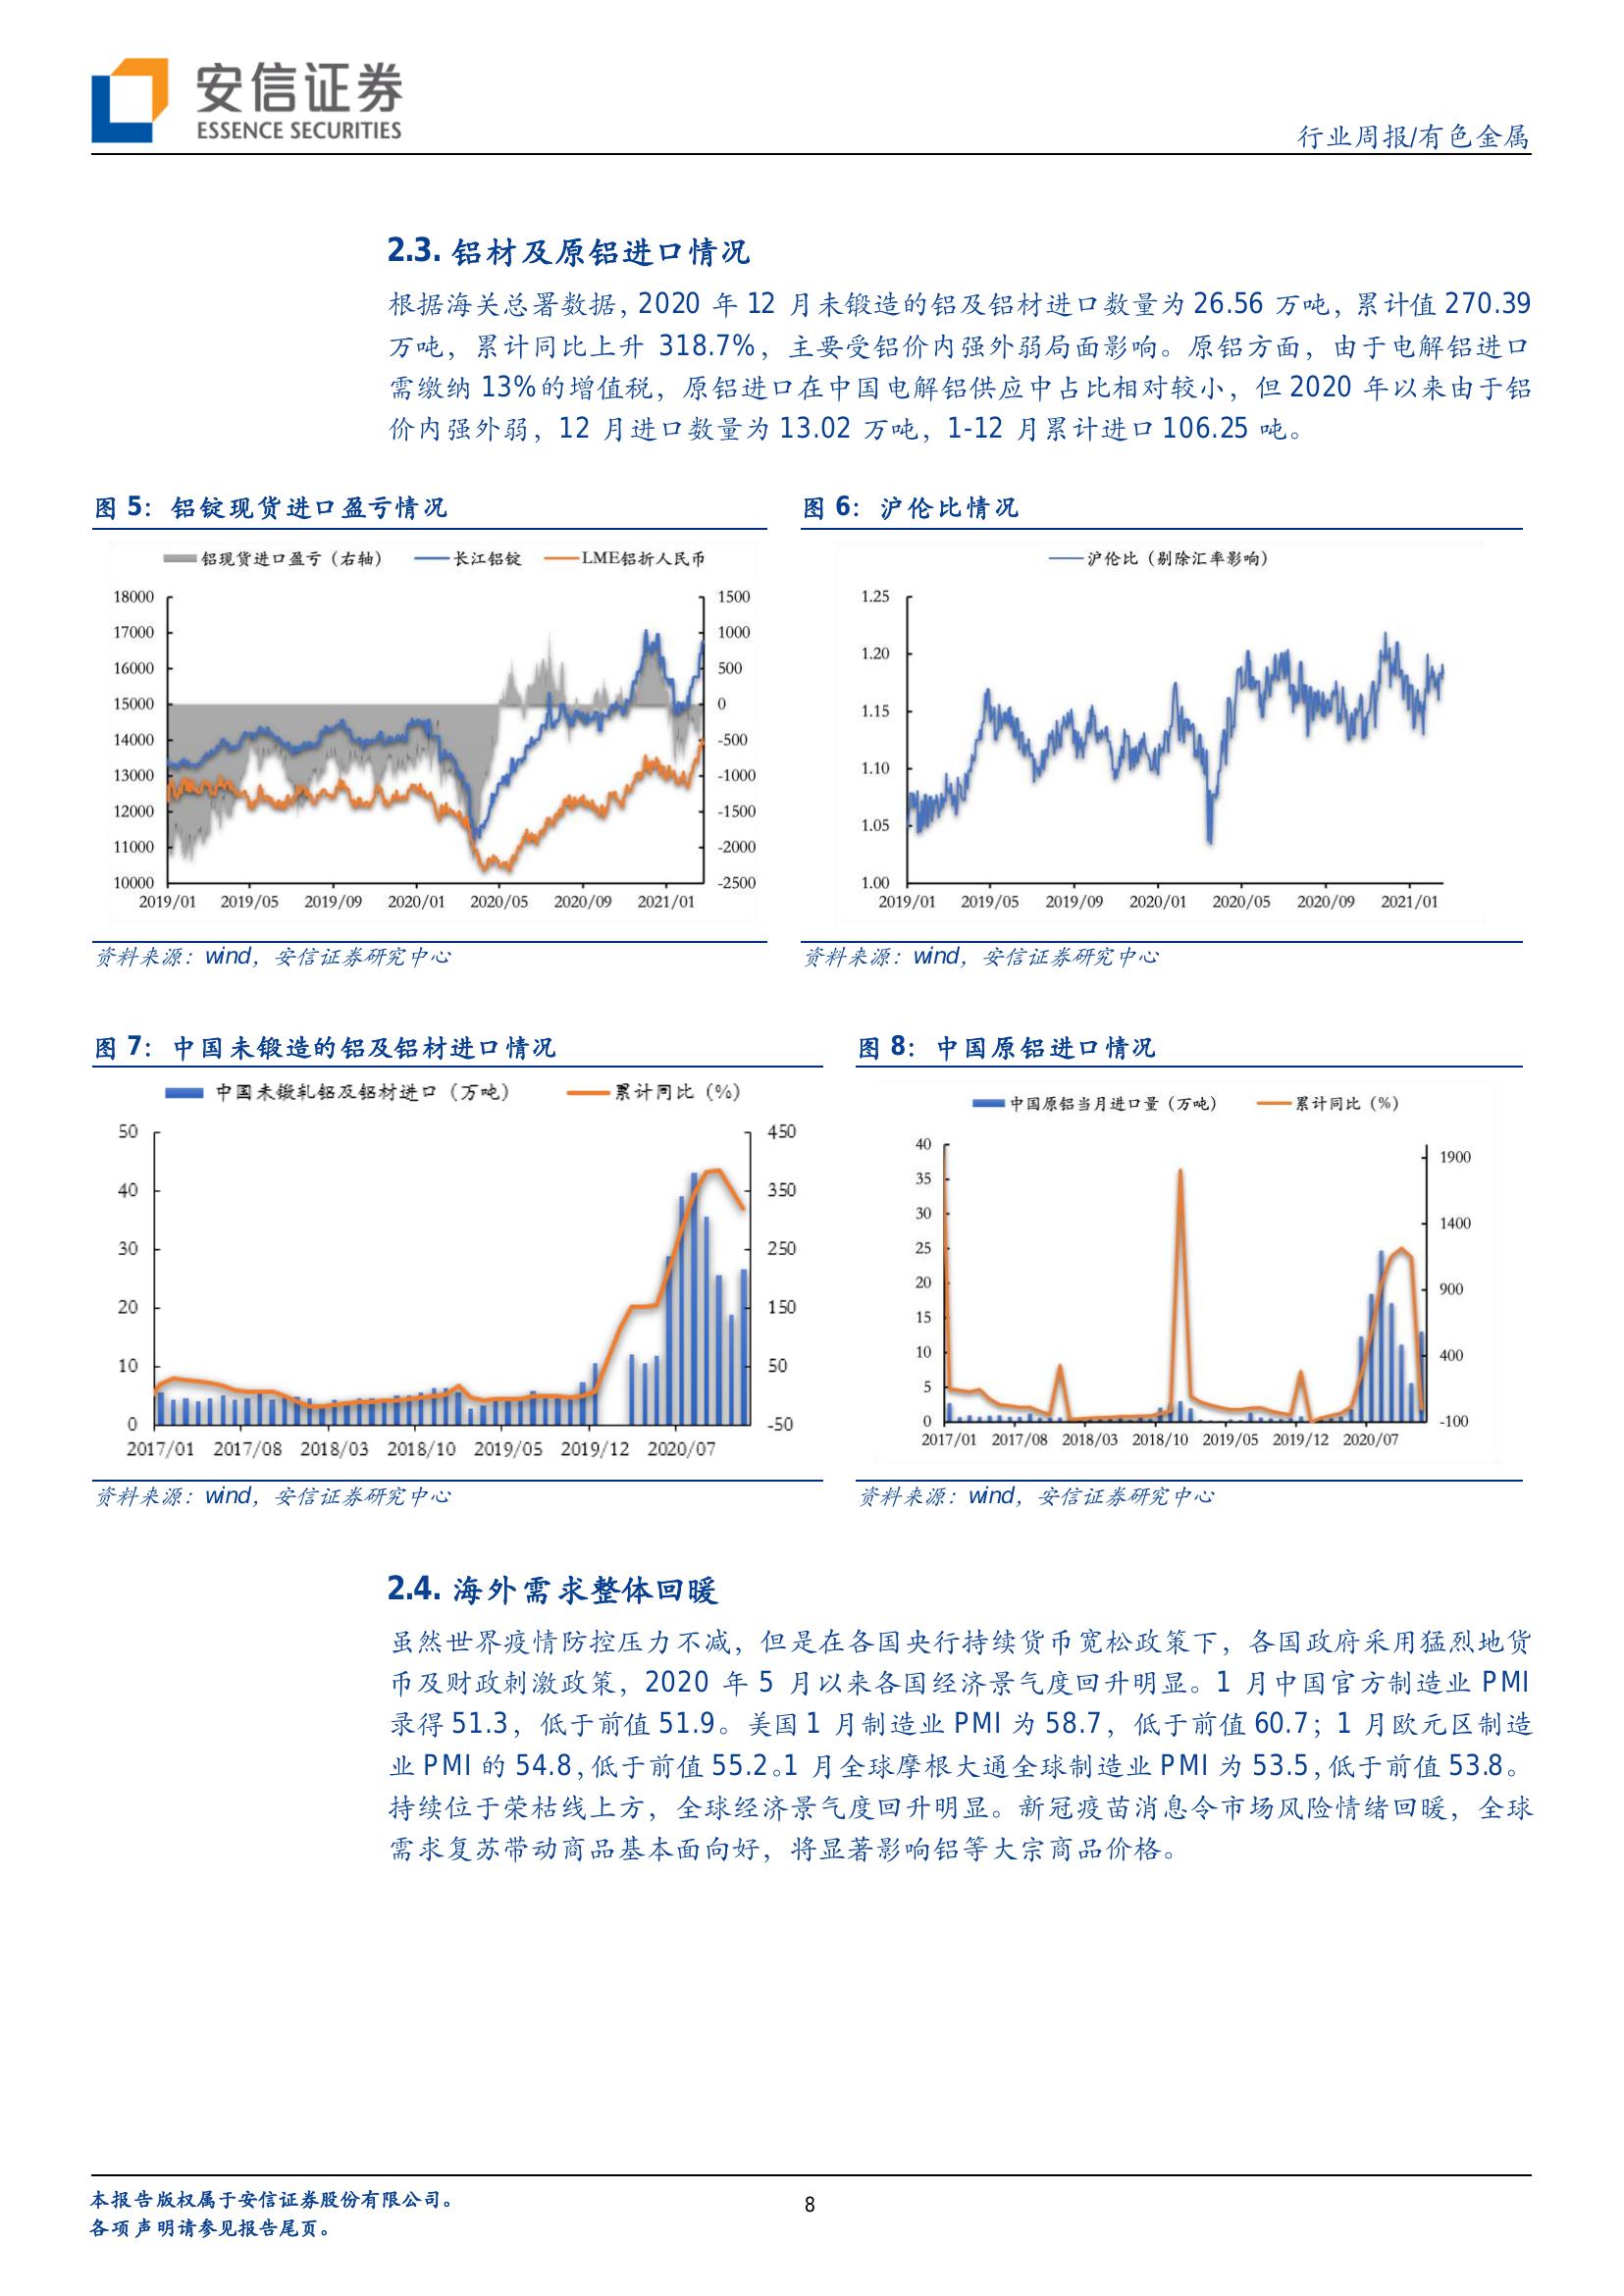 安信证券
ESSENCE SECURITIES
行业周报/有色金属
2.3. 铝材及原铝进口情况
根据海关总署数据，2020 年 12 月未锻造的铝及铝材进口数量为 26.56 万吨，累计值 270.39
万吨，累计同比上升 318.7%，主要受铝价内强外弱局面影响。原铝方面，由于电解铝进口
需缴纳 13%的增值税，原铝进口在中国电解铝供应中占比相对较小，但 2020 年以来由于铝
价内强外弱，12 月进口数量为 13.02 万吨，1-12 月累计进口 106.25 吨。
图 5：铝锭现货进口盈亏情况
铝现货进口盈亏（右轴） 长江铝锭 LME铝折人民币
18000 1500
17000 1000
16000 500
15000 0
14000 -500
13000 -1000
12000 -1500
11000 -2000
10000 -2500
2019/01 2019/05 2019/09 2020/01 2020/05 2020/09 2021/01
资料来源：wind，安信证券研究中心
图 6：沪伦比情况
沪伦比（剔除汇率影响）
1.25
1.20
1.15
1.10
1.05
1.00
2019/01 2019/05 2019/09 2020/01 2020/05 2020/09 2021/01
资料来源：wind，安信证券研究中心
图 7：中国未锻造的铝及铝材进口情况
中国未锻轧铝及铝材进口（万吨） 累计同比（%）
50 450
40 350
30 250
20 150
10 50
0 -50
2017/01 2017/08 2018/03 2018/10 2019/05 2019/12 2020/07
资料来源：wind，安信证券研究中心
图 8：中国原铝进口情况
中国原铝当月进口量（万吨） 累计同比（%）
40
1900
35
30
1400
25
20
900
15
10
400
5
0 -100
2017/01 2017/08 2018/03 2018/10 2019/05 2019/12 2020/07
资料来源：wind，安信证券研究中心
2.4. 海外需求整体回暖
虽然世界疫情防控压力不减，但是在各国央行持续货币宽松政策下，各国政府采用猛烈地货
币及财政刺激政策，2020 年 5 月以来各国经济景气度回升明显。1 月中国官方制造业 PMI
录得 51.3，低于前值 51.9。美国 1 月制造业 PMI 为 58.7，低于前值 60.7；1 月欧元区制造
业 PMI 的 54.8，低于前值 55.2。1 月全球摩根大通全球制造业 PMI 为 53.5，低于前值 53.8。
持续位于荣枯线上方，全球经济景气度回升明显。新冠疫苗消息令市场风险情绪回暖，全球
需求复苏带动商品基本面向好，将显著影响铝等大宗商品价格。
本报告版权属于安信证券股份有限公司。
各项声明请参见报告尾页。
8